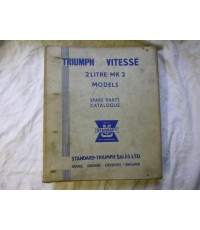 TRIUMPH VITESSE
2 LITRE MK 2
MODELS
SPARE PARTS
CATALOGUE
STANDARD-TRIUMPH SALES LTD